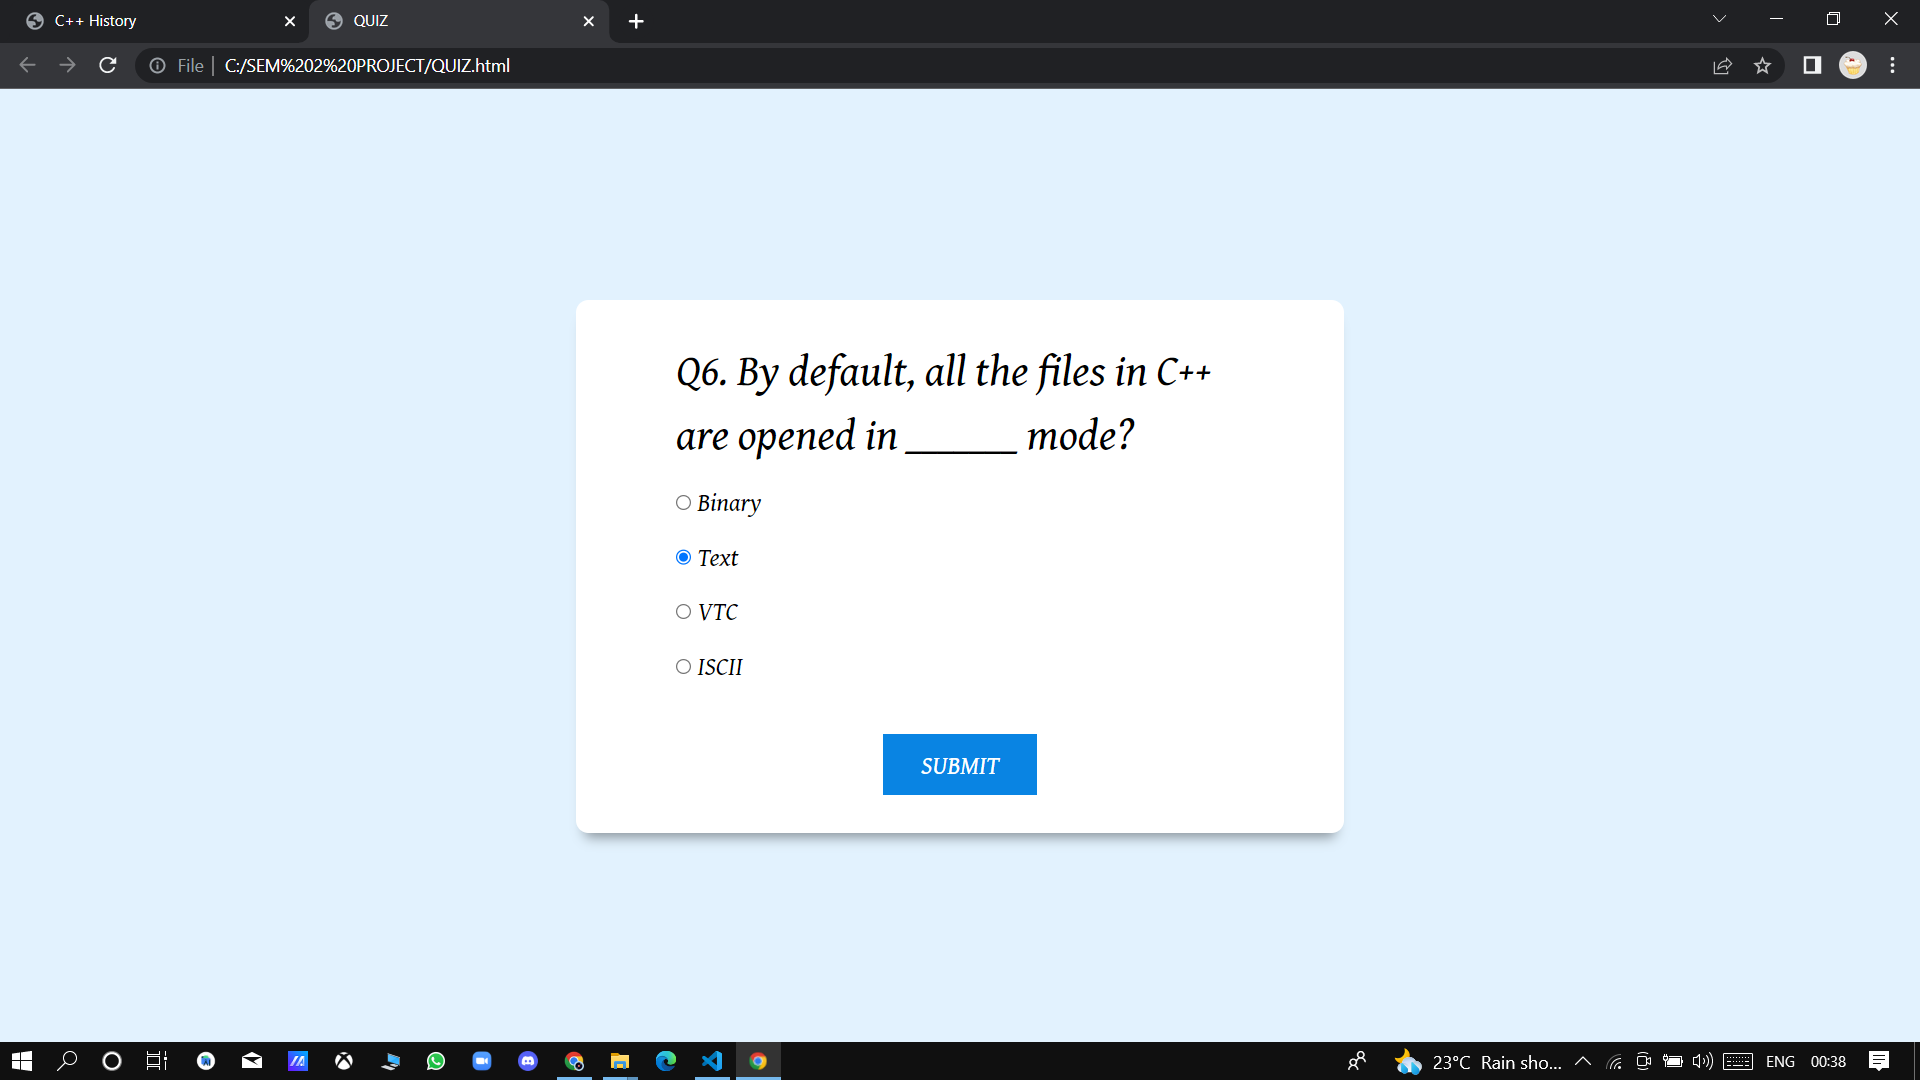 C++ History
QUIZ
File | C:/SEM%202%20PROJECT/QUIZ.html
Q6. By default, all the files in C++
are opened in ______ mode?
Binary
Text
VTC
ISCII
SUBMIT
23°C Rain sho...
ENG
00:38